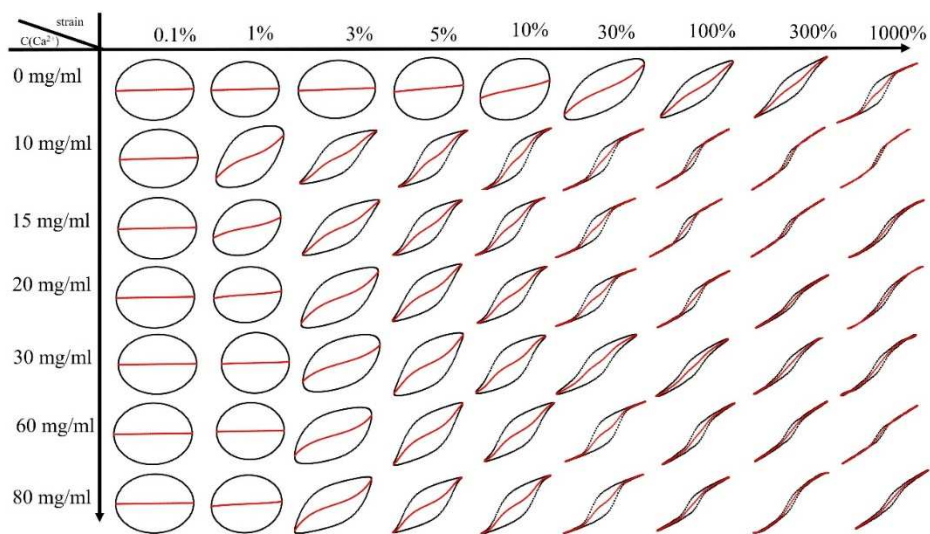 strain
C(Ca²⁺)
0.1% 1% 3% 5% 10% 30% 100% 300% 1000%
0 mg/ml
10 mg/ml
15 mg/ml
20 mg/ml
30 mg/ml
60 mg/ml
80 mg/ml